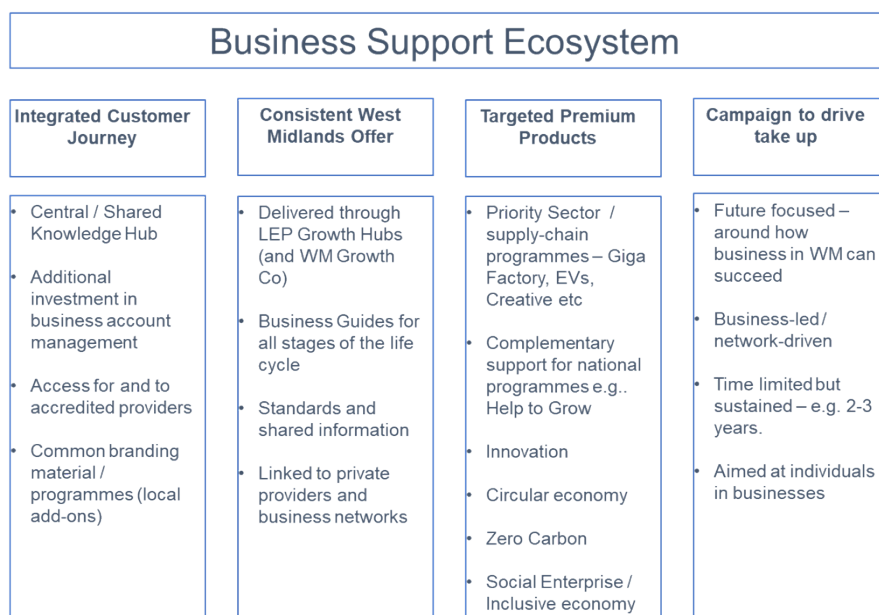 Business Support Ecosystem
Integrated Customer
Journey
• Central / Shared
Knowledge Hub
• Additional
investment in
business account
management
• Access for and to
accredited providers
• Common branding
material /
programmes (local
add-ons)
Consistent West
Midlands Offer
• Delivered through
LEP Growth Hubs
(and WM Growth
Co)
• Business Guides for
all stages of the life
cycle
• Standards and
shared information
• Linked to private
providers and
business networks
Targeted Premium
Products
• Priority Sector /
supply-chain
programmes – Giga
Factory, EVs,
Creative etc
• Complementary
support for national
programmes e.g..
Help to Grow
• Innovation
• Circular economy
• Zero Carbon
• Social Enterprise /
Inclusive economy
Campaign to drive
take up
• Future focused –
around how
business in WM can
succeed
• Business-led /
network-driven
• Time limited but
sustained – e.g. 2-3
years.
• Aimed at individuals
in businesses